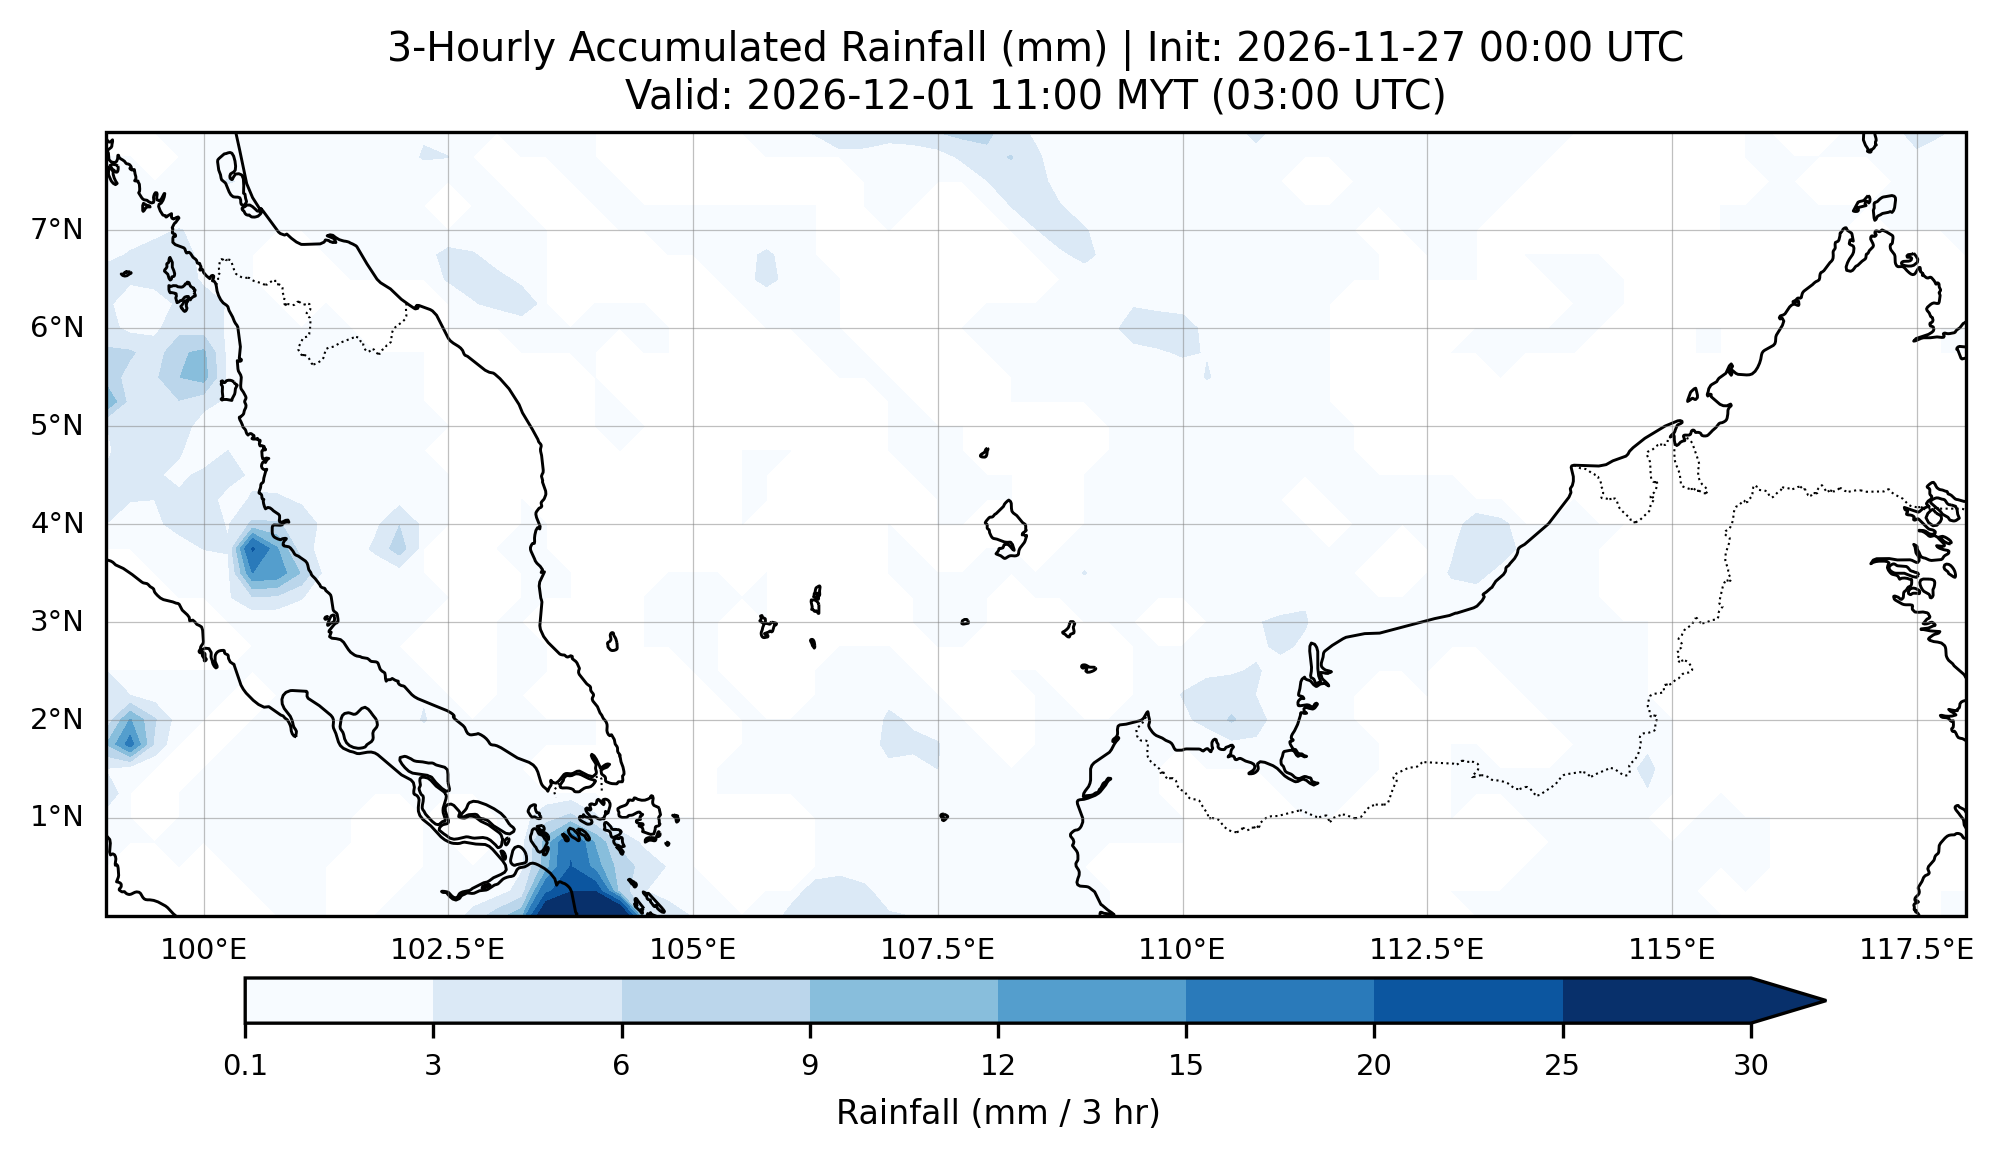 3-Hourly Accumulated Rainfall (mm) | Init: 2026-11-27 00:00 UTC
Valid: 2026-12-01 11:00 MYT (03:00 UTC)
7°N
6°N
5°N
4°N
3°N
2°N
1°N
100°E 102.5°E 105°E 107.5°E 110°E 112.5°E 115°E 117.5°E
0.1 3 6 9 12 15 20 25 30
Rainfall (mm / 3 hr)